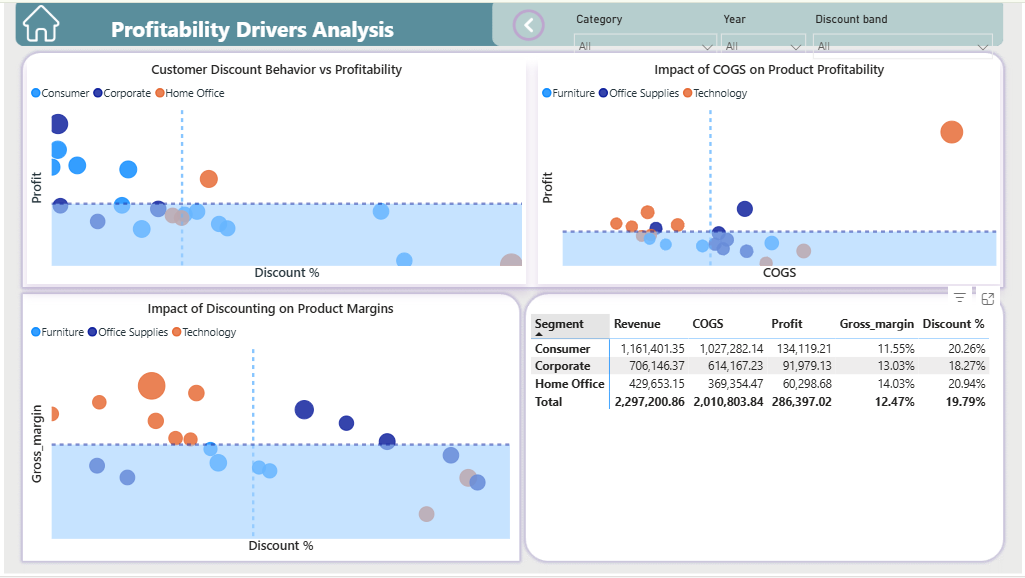 Profitability Drivers Analysis
Category Year Discount band
All All All
Customer Discount Behavior vs Profitability
Consumer Corporate Home Office
Profit
Discount %
Impact of COGS on Product Profitability
Furniture Office Supplies Technology
Profit
COGS
Impact of Discounting on Product Margins
Furniture Office Supplies Technology
Gross_margin
Discount %
Segment Revenue COGS Profit Gross_margin Discount %
Consumer 1,161,401.35 1,027,282.14 134,119.21 11.55% 20.26%
Corporate 706,146.37 614,167.23 91,979.13 13.03% 18.27%
Home Office 429,653.15 369,354.47 60,298.68 14.03% 20.94%
Total 2,297,200.86 2,010,803.84 286,397.02 12.47% 19.79%